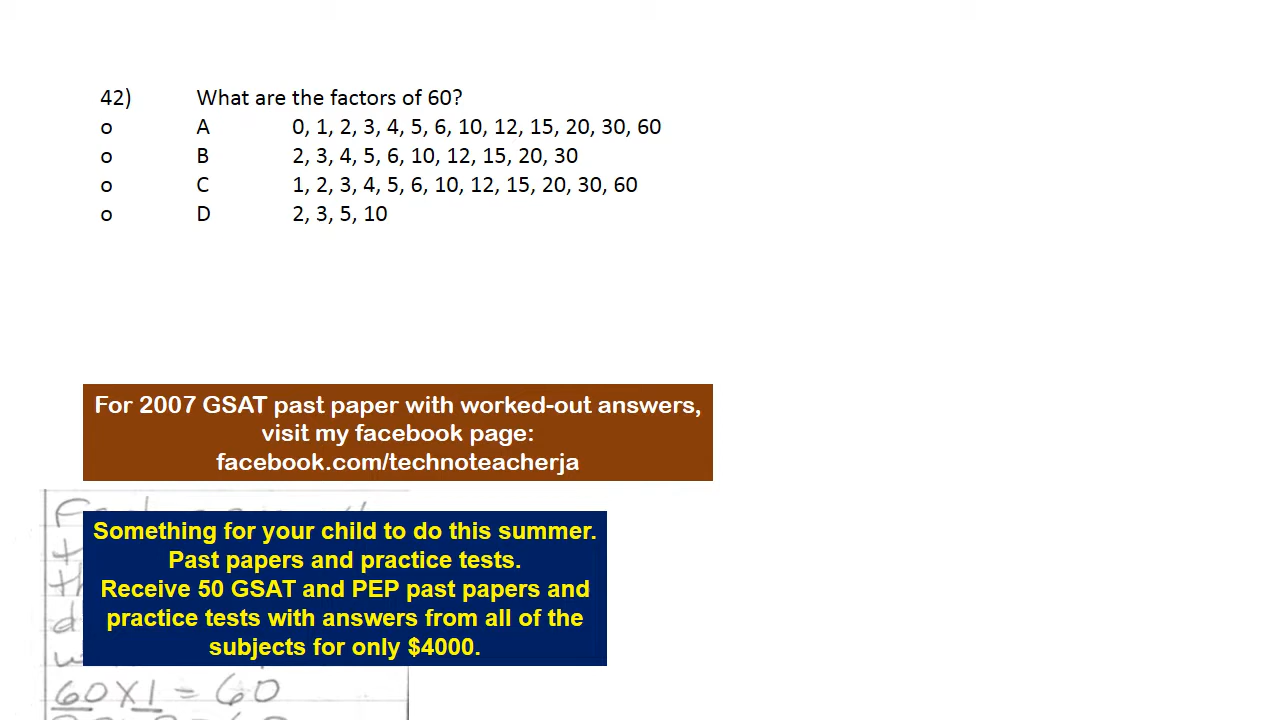 42) What are the factors of 60?
o A 0, 1, 2, 3, 4, 5, 6, 10, 12, 15, 20, 30, 60
o B 2, 3, 4, 5, 6, 10, 12, 15, 20, 30
o C 1, 2, 3, 4, 5, 6, 10, 12, 15, 20, 30, 60
o D 2, 3, 5, 10
For 2007 GSAT past paper with worked-out answers,
visit my facebook page:
facebook.com/technoteacherja
Something for your child to do this summer.
Past papers and practice tests.
Receive 50 GSAT and PEP past papers and
practice tests with answers from all of the
subjects for only $4000.
60 X 1 = 60